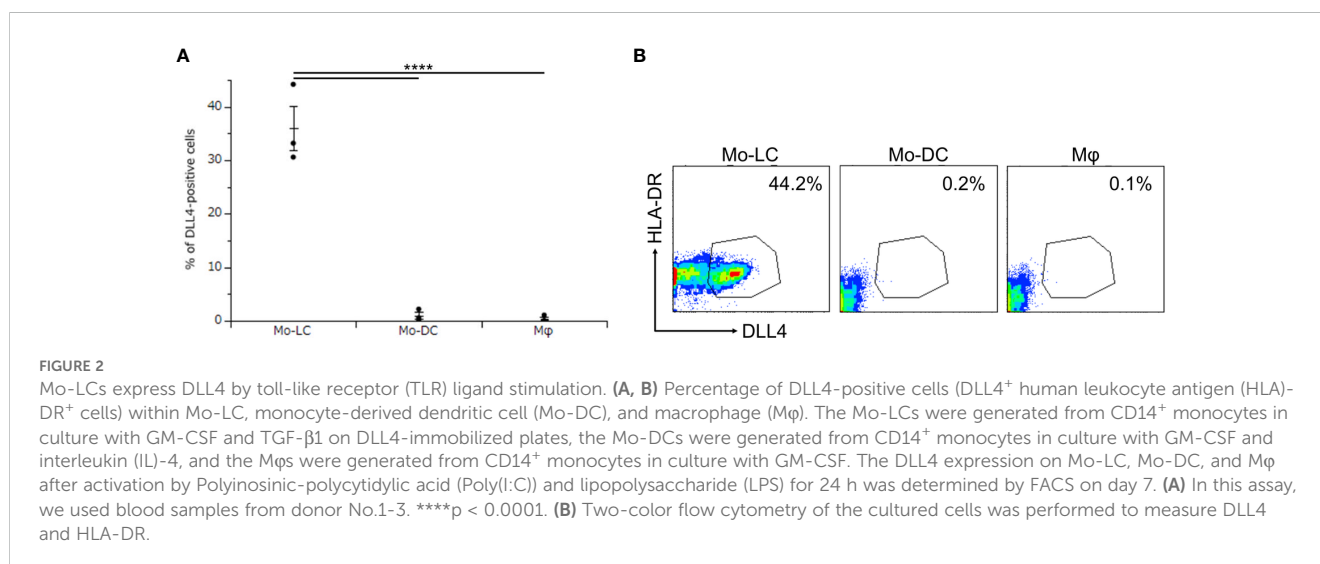 A
****
% of DLL4-positive cells
40
30
20
10
0
Mo-LC
Mo-DC
Mφ
B
Mo-LC
Mo-DC
Mφ
44.2%
0.2%
0.1%
HLA-DR
DLL4
FIGURE 2
Mo-LCs express DLL4 by toll-like receptor (TLR) ligand stimulation. (A, B) Percentage of DLL4-positive cells (DLL4⁺ human leukocyte antigen (HLA)-
DR⁺ cells) within Mo-LC, monocyte-derived dendritic cell (Mo-DC), and macrophage (Mφ). The Mo-LCs were generated from CD14⁺ monocytes in
culture with GM-CSF and TGF-β1 on DLL4-immobilized plates, the Mo-DCs were generated from CD14⁺ monocytes in culture with GM-CSF and
interleukin (IL)-4, and the Mφs were generated from CD14⁺ monocytes in culture with GM-CSF. The DLL4 expression on Mo-LC, Mo-DC, and Mφ
after activation by Polyinosinic-polycytidylic acid (Poly(I:C)) and lipopolysaccharide (LPS) for 24 h was determined by FACS on day 7. (A) In this assay,
we used blood samples from donor No.1-3. ****p < 0.0001. (B) Two-color flow cytometry of the cultured cells was performed to measure DLL4
and HLA-DR.